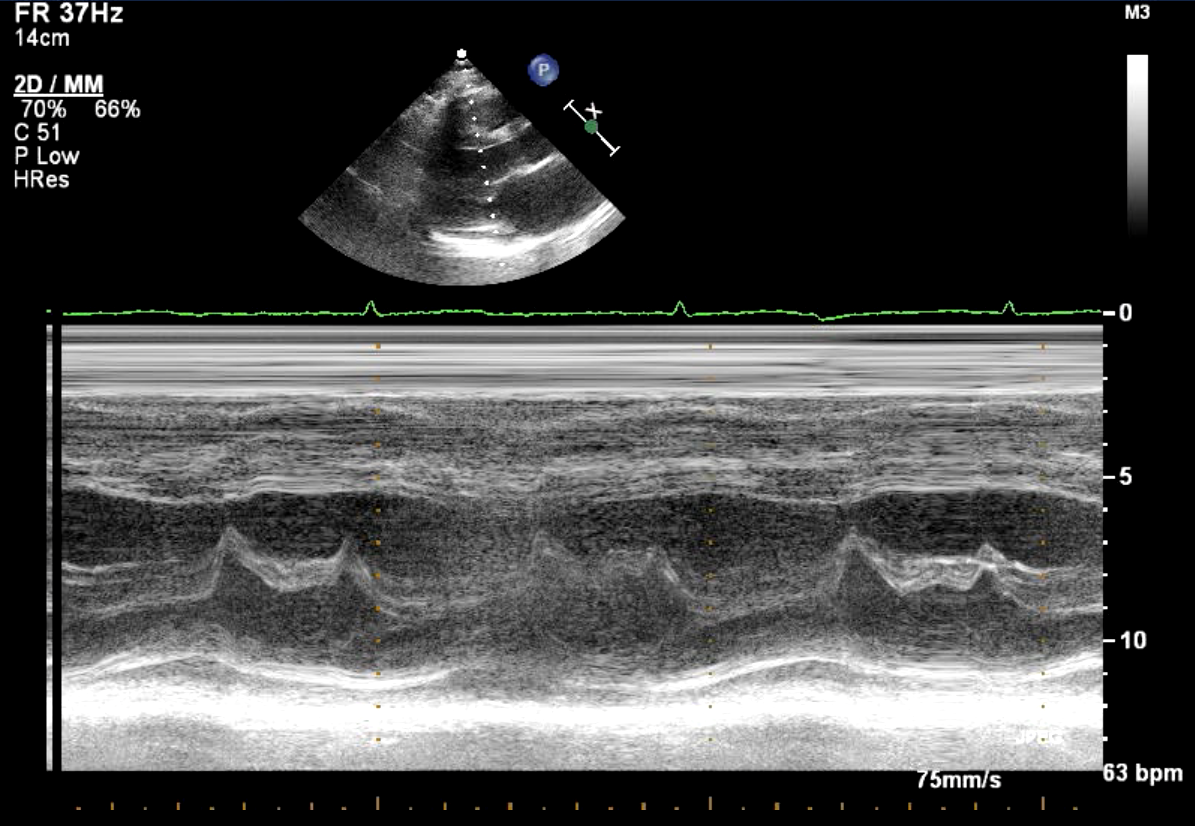 FR 37Hz
14cm
2D / MM
70% 66%
C 51
P Low
HRes
P
X
M3
0
5
10
75mm/s
63 bpm